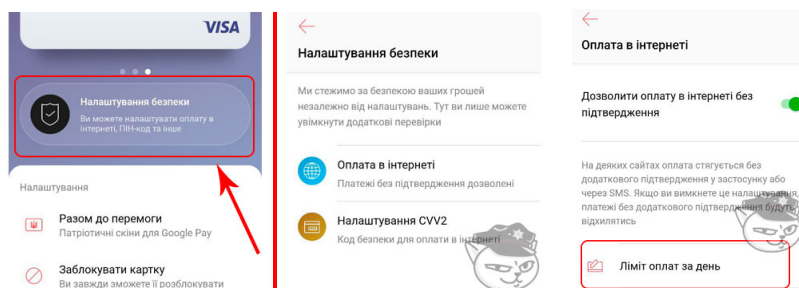 VISA
Налаштування безпеки
Ви можете налаштувати оплату в
інтернеті, ПІН-код та інше
Налаштування
Разом до перемоги
Патріотичні скіни для Google Pay
Заблокувати картку
Ви завжди зможете її розблокувати
Налаштування безпеки
Ми стежимо за безпекою ваших грошей
незалежно від налаштувань. Тут ви лише можете
увімкнути додаткові перевірки
Оплата в інтернеті
Платежі без підтвердження дозволені
Налаштування CVV2
Код безпеки для оплати в інтернеті
Оплата в інтернеті
Дозволити оплату в інтернеті без
підтвердження
На деяких сайтах оплата стягується без
додаткового підтвердження у застосунку або
через SMS. Якщо ви вимкнете це налаштування,
платежі без додаткового підтвердження будуть
відхилятись
Ліміт оплат за день